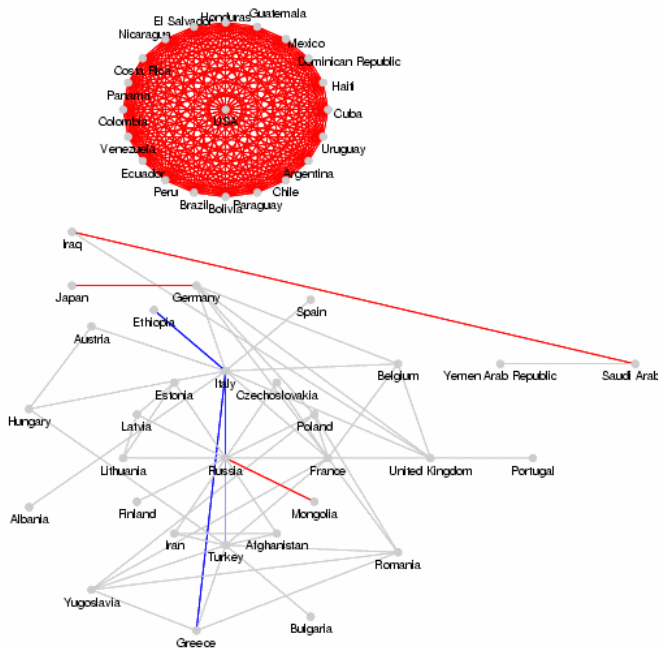 Honduras
El Salvador
Guatemala
Nicaragua
Mexico
Costa Rica
Dominican Republic
Panama
Haiti
Colombia
USA
Cuba
Venezuela
Uruguay
Ecuador
Argentina
Peru
Chile
Brazil
Paraguay
Bolivia
Iraq
Japan
Germany
Spain
Ethiopia
Austria
Italy
Belgium
Yemen Arab Republic
Saudi Arab
Estonia
Czechoslovakia
Hungary
Latvia
Poland
Lithuania
Russia
France
United Kingdom
Portugal
Albania
Finland
Mongolia
Iran
Afghanistan
Turkey
Romania
Yugoslavia
Bulgaria
Greece